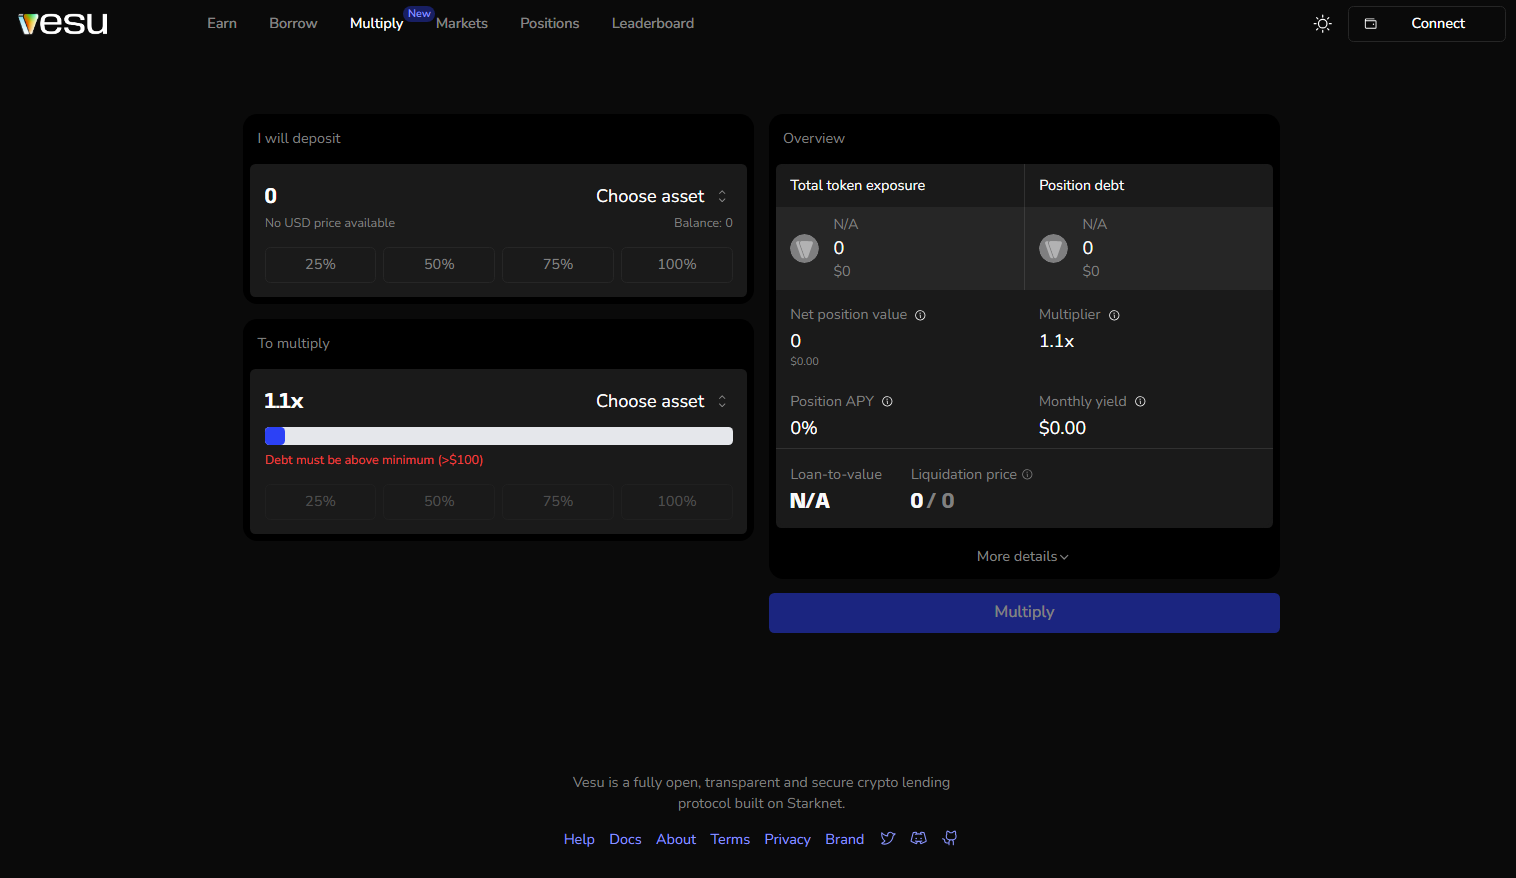 vesu
Earn Borrow Multiply New Markets Positions Leaderboard Connect
I will deposit
0 Choose asset
No USD price available Balance: 0
25% 50% 75% 100%
To multiply
1.1x Choose asset
Debt must be above minimum (>$100)
25% 50% 75% 100%
Overview
Total token exposure Position debt
N/A N/A
0 0
$0 $0
Net position value Multiplier
0 1.1x
$0.00
Position APY Monthly yield
0% $0.00
Loan-to-value Liquidation price
N/A 0 / 0
More details
Multiply
Vesu is a fully open, transparent and secure crypto lending
protocol built on Starknet.
Help Docs About Terms Privacy Brand